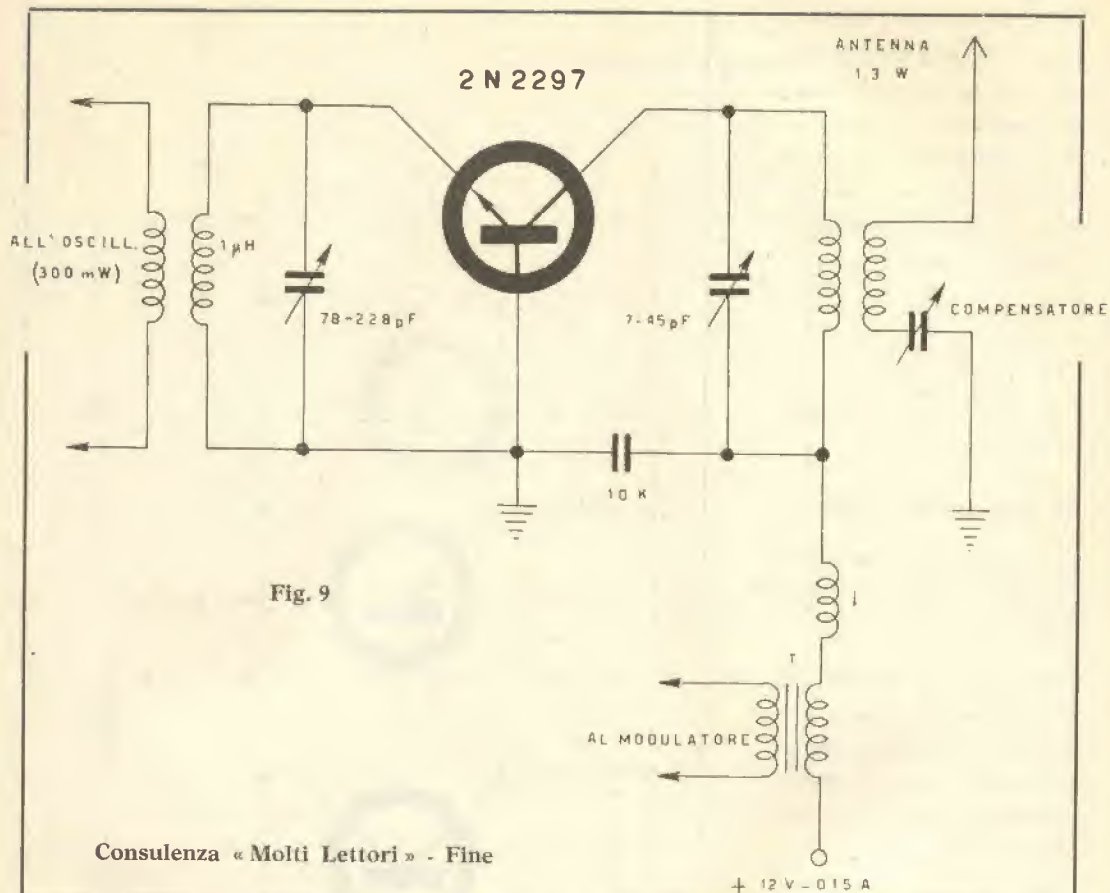 ANTENNA
1,3 W
2N2297
ALL' OSCILL.
(300 mW)
1μH
78-228pF
7-45pF
COMPENSATORE
10 K
Fig. 9
T
AL MODULATORE
Consulenza « Molti Lettori » - Fine
+ 12 V - 0,15 A